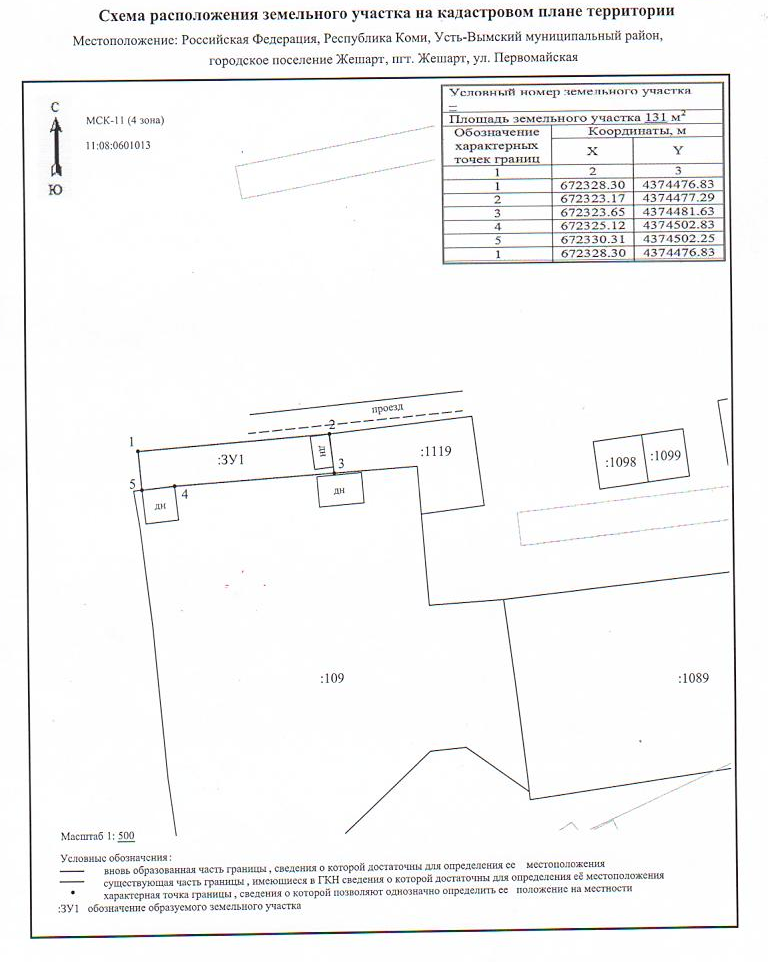 Схема расположения земельного участка на кадастровом плане территории
Местоположение: Российская Федерация, Республика Коми, Усть-Вымский муниципальный район,
городское поселение Жешарт, пгт. Жешарт, ул. Первомайская
С
Ю
МСК-11 (4 зона)
11:08:0601013
Условный номер земельного участка
–
Площадь земельного участка 131 м²
Обозначение характерных точек границ Координаты, м
X Y
1 2 3
1 672328.30 4374476.83
2 672323.17 4374477.29
3 672323.65 4374481.63
4 672325.12 4374502.83
5 672330.31 4374502.25
1 672328.30 4374476.83
проезд
1 2
:ЗУ1 дн 3 :1119
:1098 :1099
5 4
дн дн
:109 :1089
Масштаб 1: 500
Условные обозначения:
вновь образованная часть границы, сведения о которой достаточны для определения ее местоположения
существующая часть границы, имеющиеся в ГКН сведения о которой достаточны для определения её местоположения
характерная точка границы, сведения о которой позволяют однозначно определить ее положение на местности
:ЗУ1 обозначение образуемого земельного участка